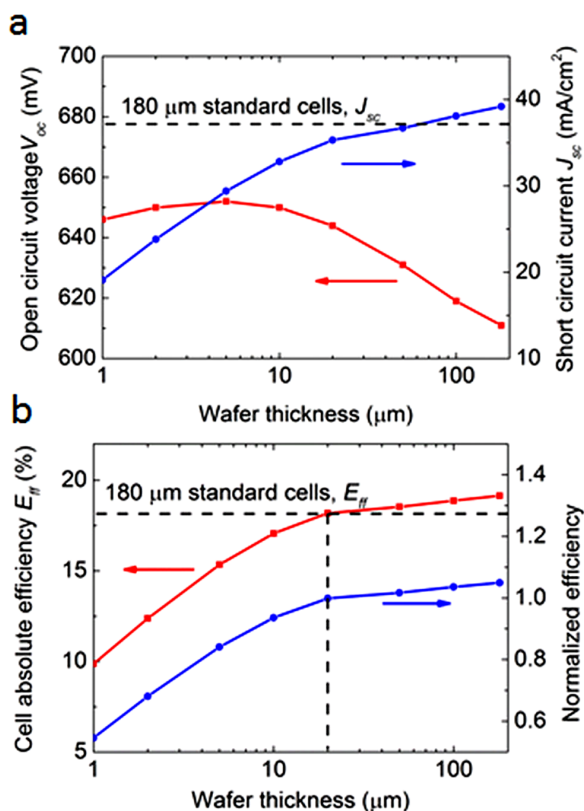 a
700
680
660
640
620
600
Open circuit voltageV_oc (mV)
180 μm standard cells, J_sc
40
30
20
10
Short circuit current J_sc (mA/cm²)
1
10
100
Wafer thickness (μm)
b
20
15
10
5
Cell absolute efficiency E_ff (%)
180 μm standard cells, E_ff
1.4
1.2
1.0
0.8
0.6
Normalized efficiency
1
10
100
Wafer thickness (μm)